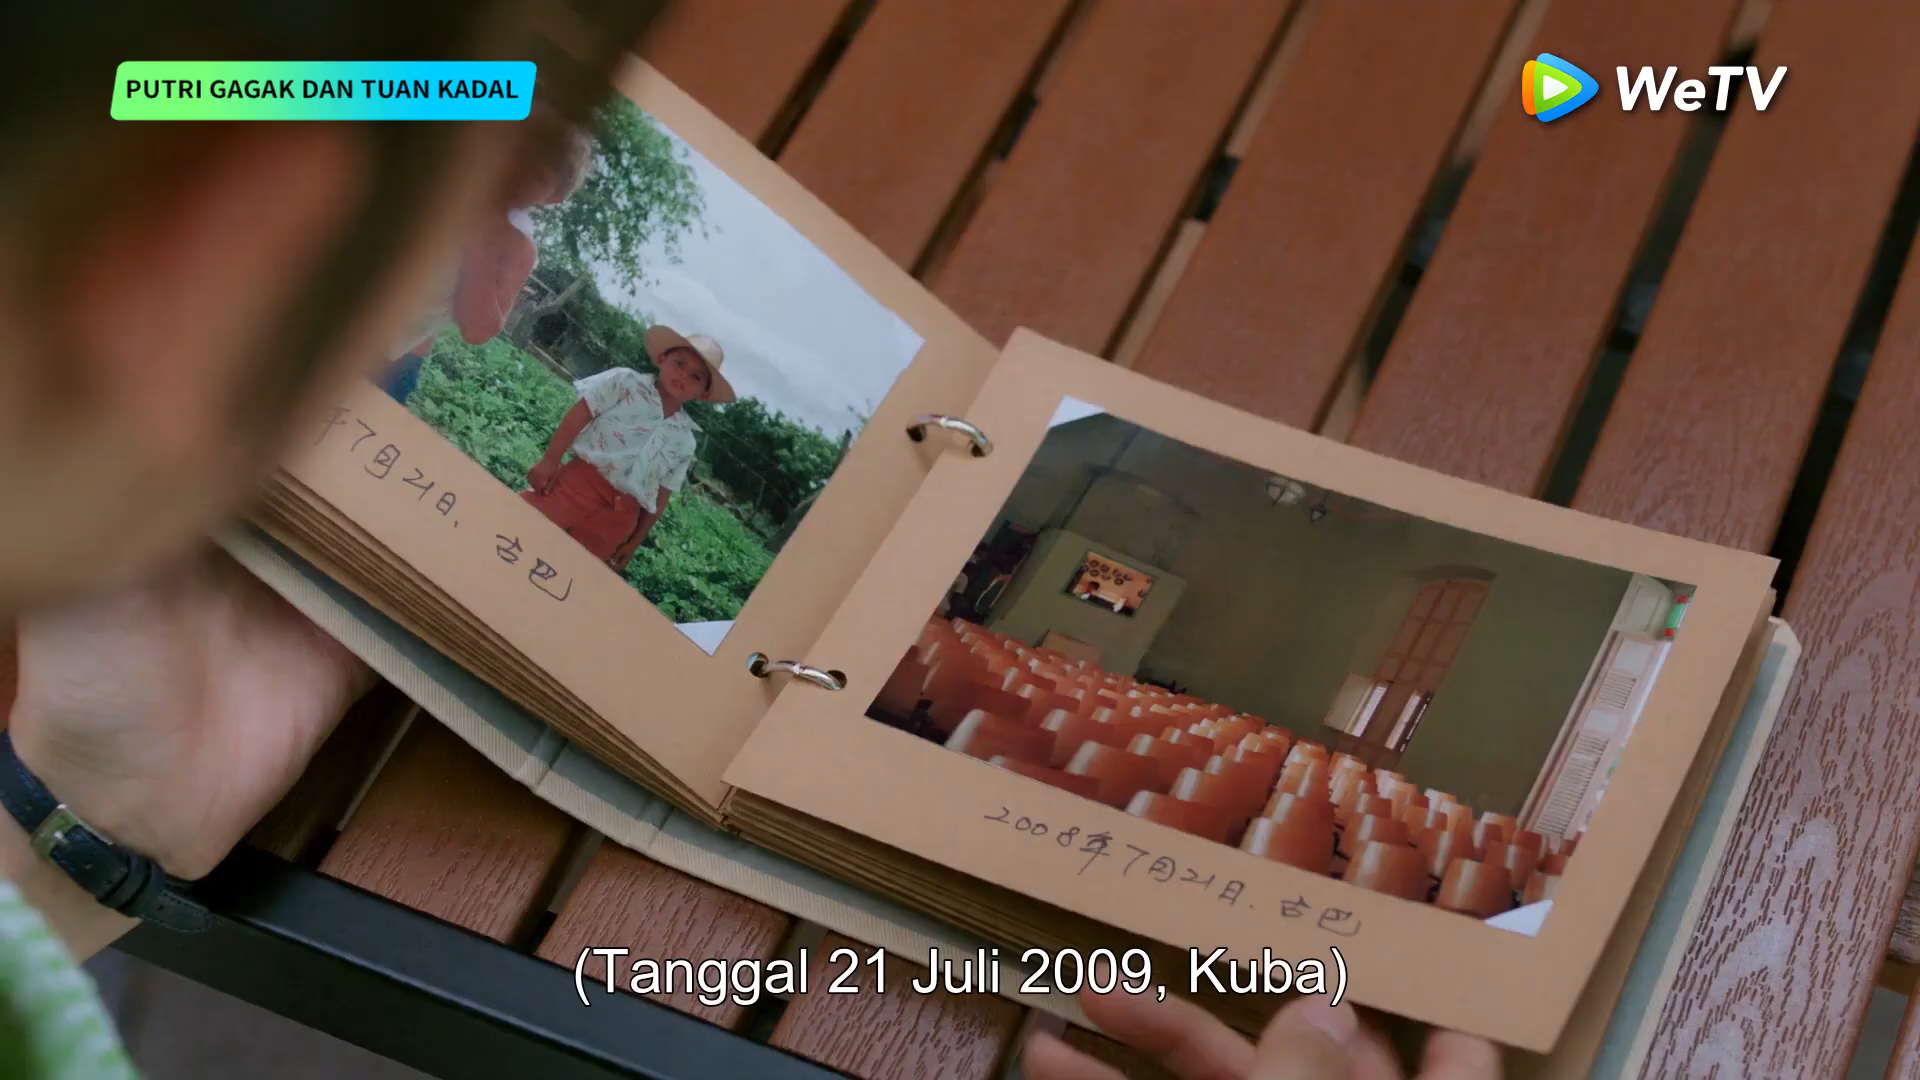 PUTRI GAGAK DAN TUAN KADAL
WeTV
年7月21日、古巴
2008年7月21日、古巴
(Tanggal 21 Juli 2009, Kuba)